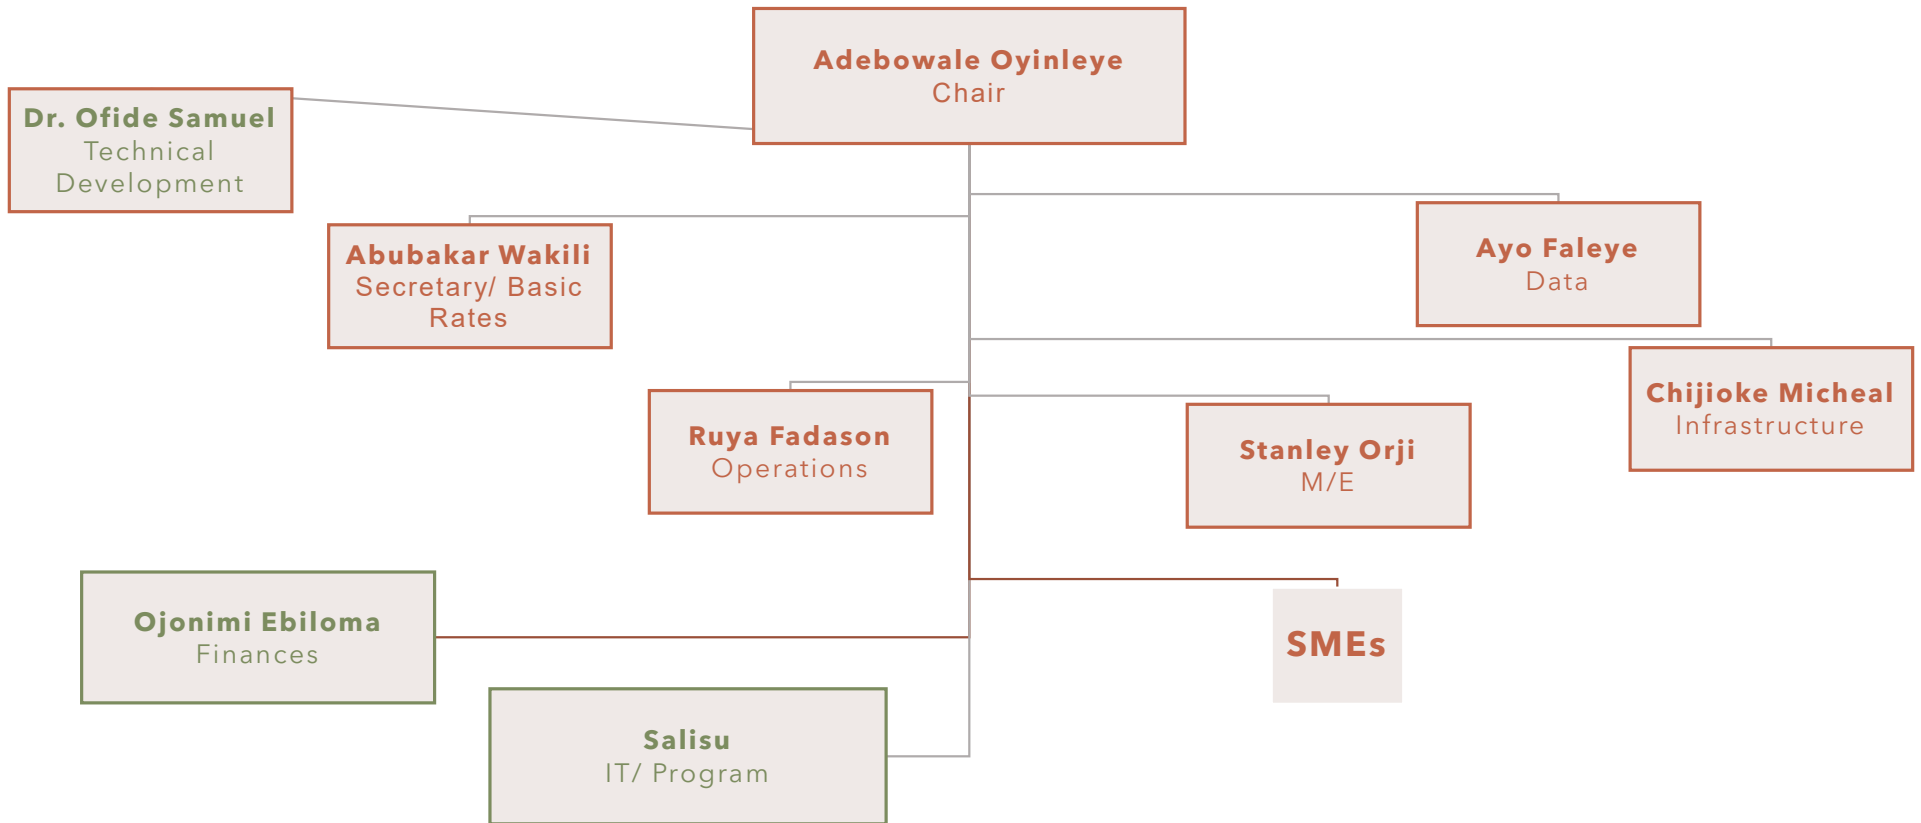 Adebowale Oyinleye
Chair
Dr. Ofide Samuel
Technical
Development
Abubakar Wakili
Secretary/ Basic
Rates
Ayo Faleye
Data
Chijioke Micheal
Infrastructure
Ruya Fadason
Operations
Stanley Orji
M/E
Ojonimi Ebiloma
Finances
SMEs
Salisu
IT/ Program